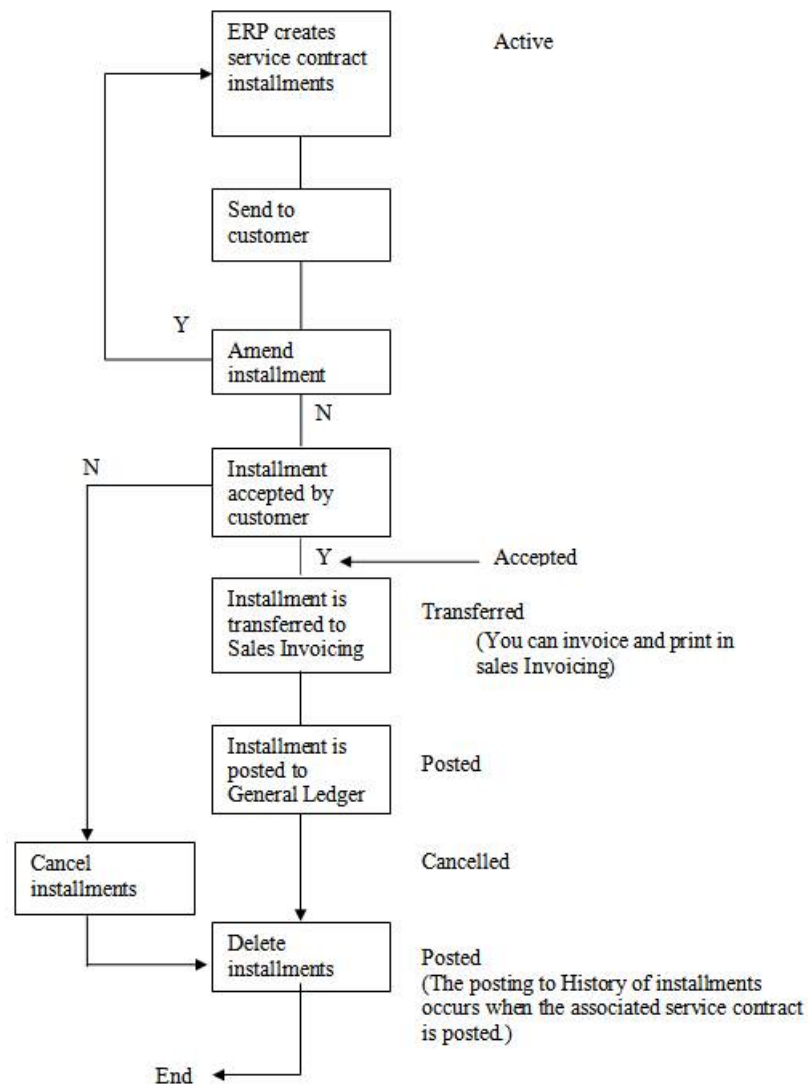 ERP creates
service contract
installments
Active
Send to
customer
Y
Amend
installment
N
N
Installment
accepted by
customer
Y
Accepted
Installment is
transferred to
Sales Invoicing
Transferred
(You can invoice and print in
sales Invoicing)
Installment is
posted to
General Ledger
Posted
Cancel
installments
Cancelled
Delete
installments
Posted
(The posting to History of installments
occurs when the associated service contract
is posted.)
End